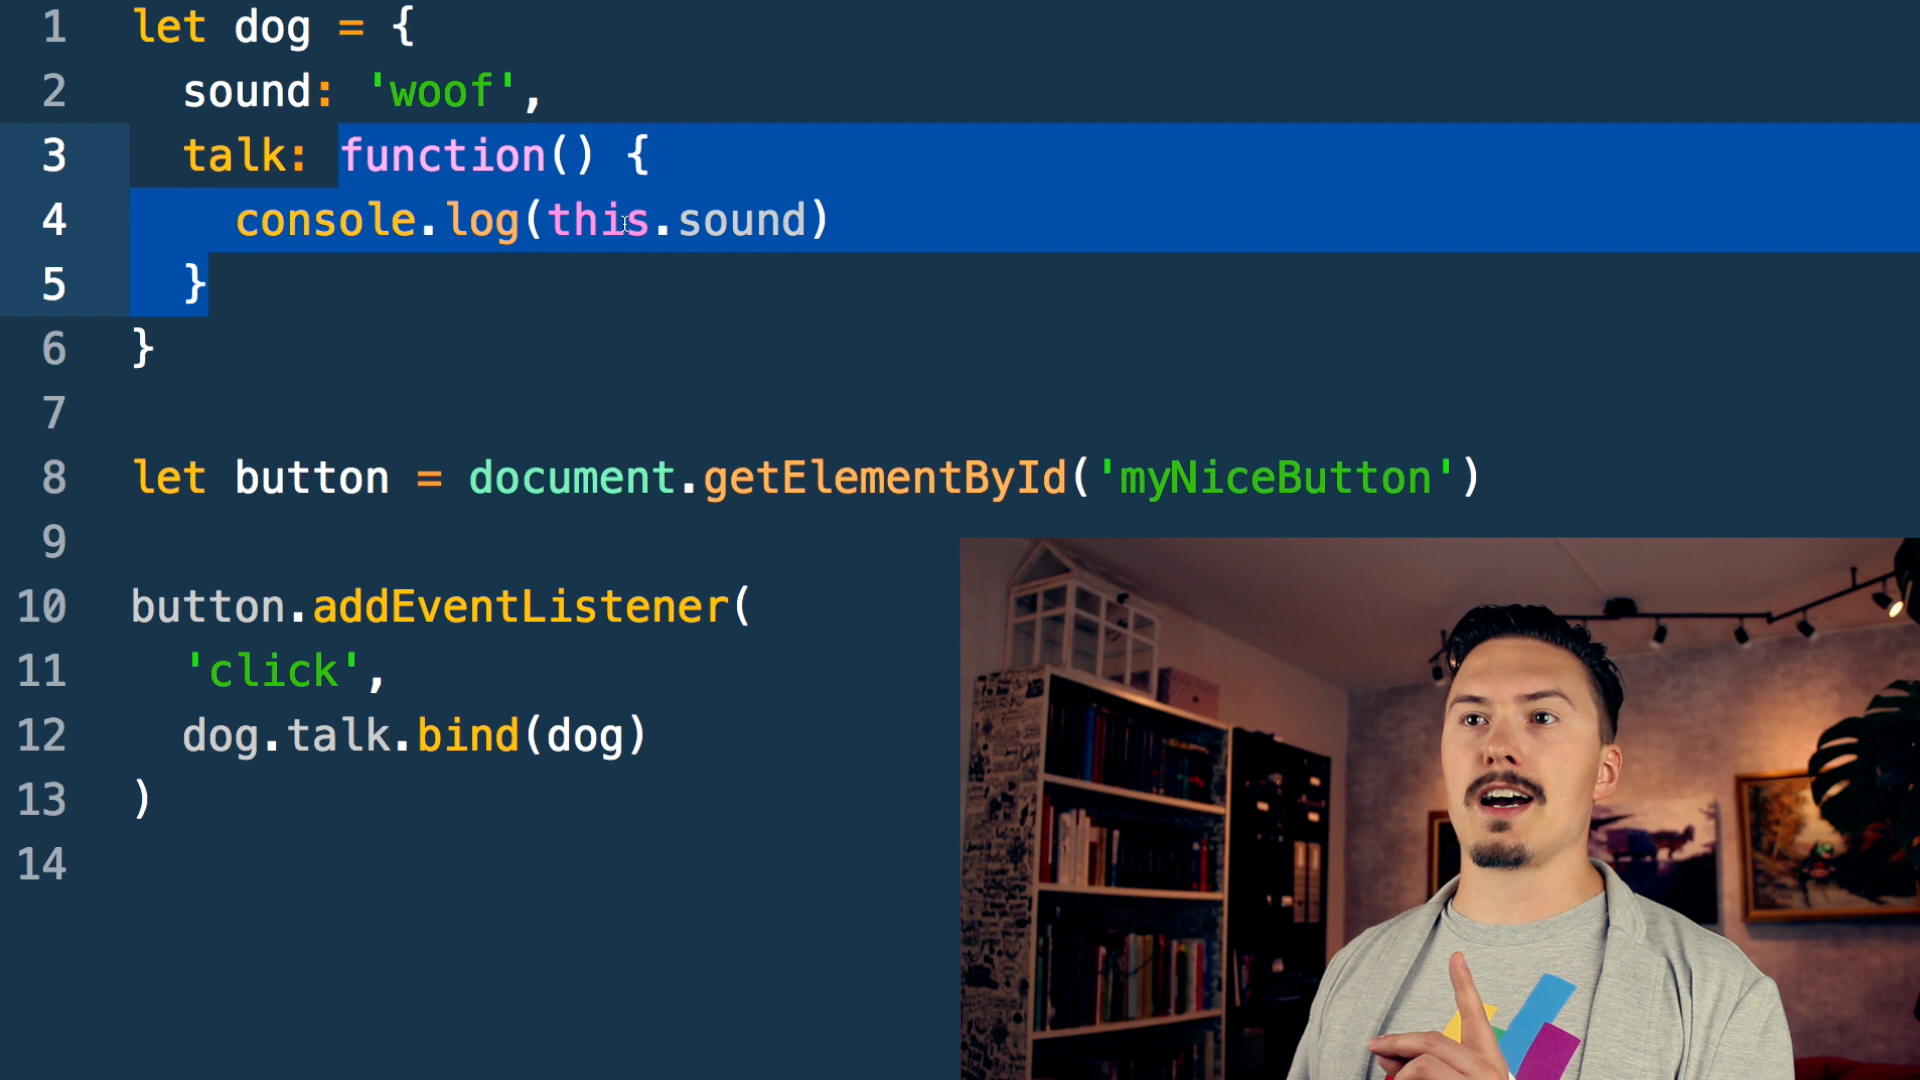 1 let dog = {
2 sound: 'woof',
3 talk: function() {
4 console.log(this.sound)
5 }
6 }
7
8 let button = document.getElementById('myNiceButton')
9
10 button.addEventListener(
11 'click',
12 dog.talk.bind(dog)
13 )
14